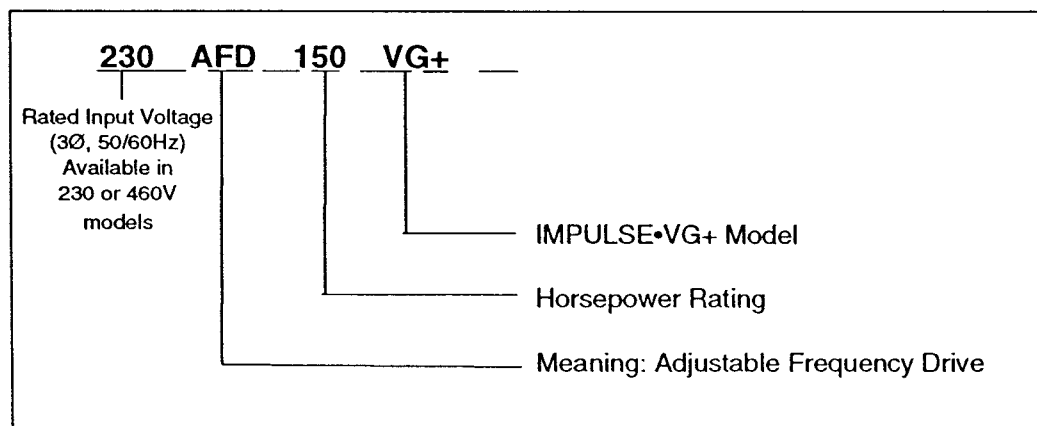 230 AFD 150 VG+
Rated Input Voltage
(3Ø, 50/60Hz)
Available in
230 or 460V
models
IMPULSE•VG+ Model
Horsepower Rating
Meaning: Adjustable Frequency Drive